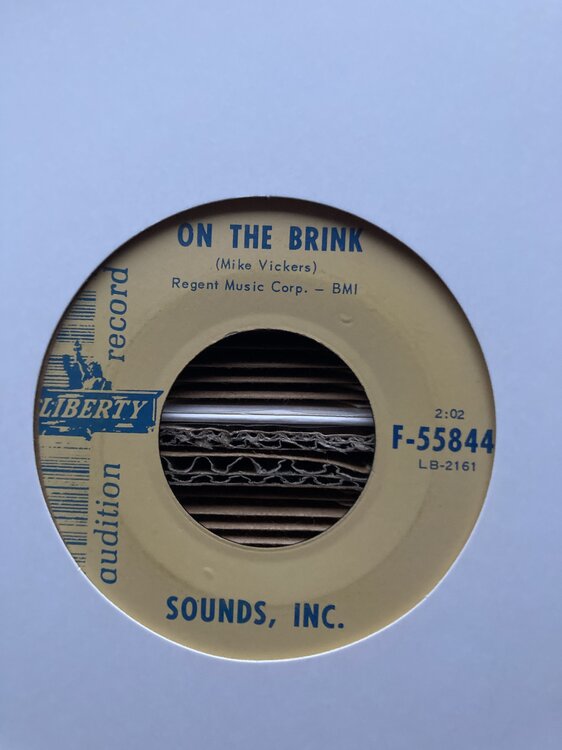 ON THE BRINK
(Mike Vickers)
Regent Music Corp. – BMI
audition record
LIBERTY
2:02
F-55844
LB-2161
SOUNDS, INC.